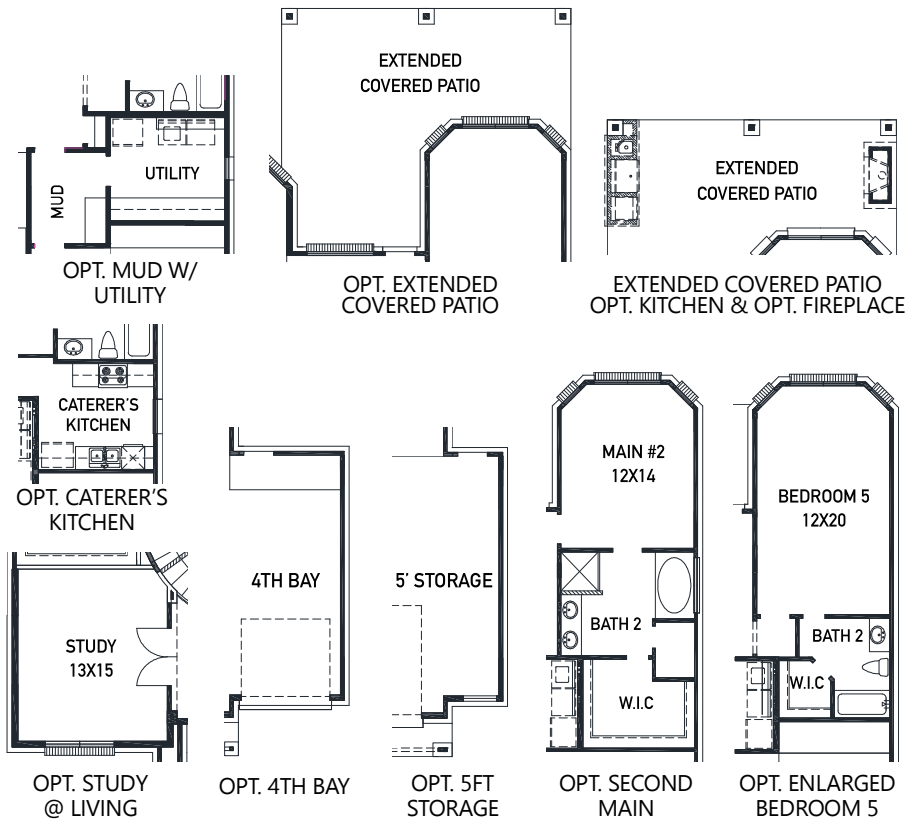 EXTENDED
COVERED PATIO
UTILITY
MUD
OPT. MUD W/
UTILITY
OPT. EXTENDED
COVERED PATIO
EXTENDED
COVERED PATIO
EXTENDED COVERED PATIO
OPT. KITCHEN & OPT. FIREPLACE
CATERER'S
KITCHEN
OPT. CATERER'S
KITCHEN
STUDY
13X15
OPT. STUDY
@ LIVING
4TH BAY
OPT. 4TH BAY
5' STORAGE
OPT. 5FT
STORAGE
MAIN #2
12X14
BATH 2
W.I.C
OPT. SECOND
MAIN
BEDROOM 5
12X20
BATH 2
W.I.C
OPT. ENLARGED
BEDROOM 5